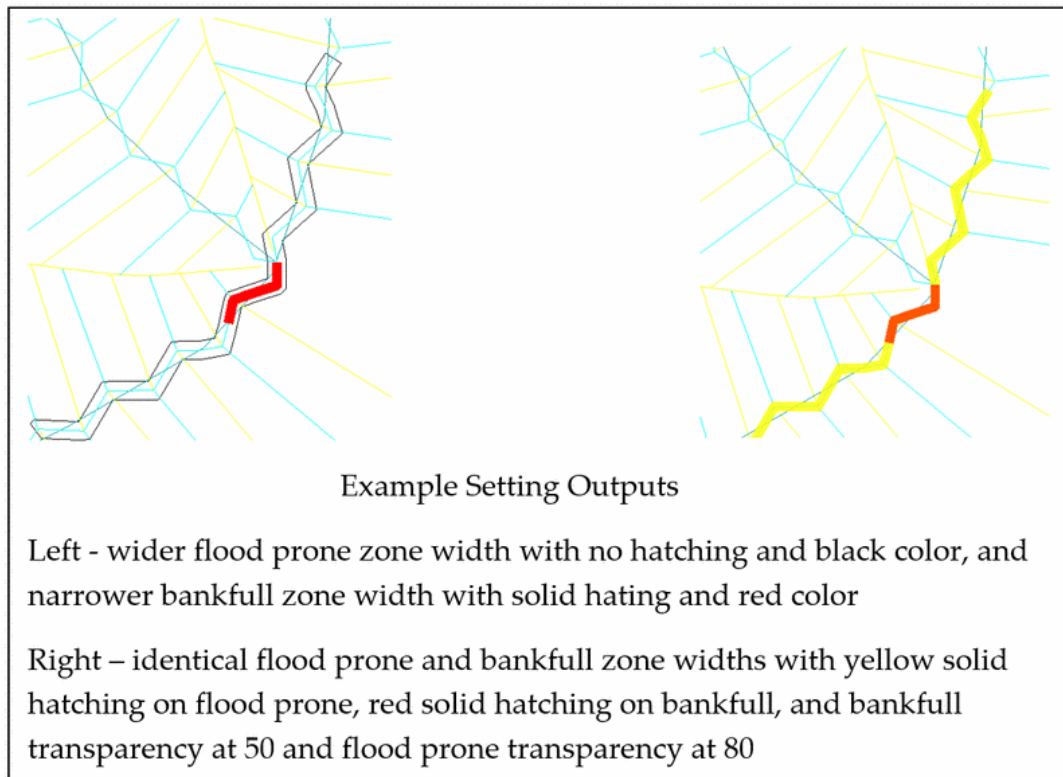 Example Setting Outputs
Left - wider flood prone zone width with no hatching and black color, and
narrower bankfull zone width with solid hating and red color
Right – identical flood prone and bankfull zone widths with yellow solid
hatching on flood prone, red solid hatching on bankfull, and bankfull
transparency at 50 and flood prone transparency at 80